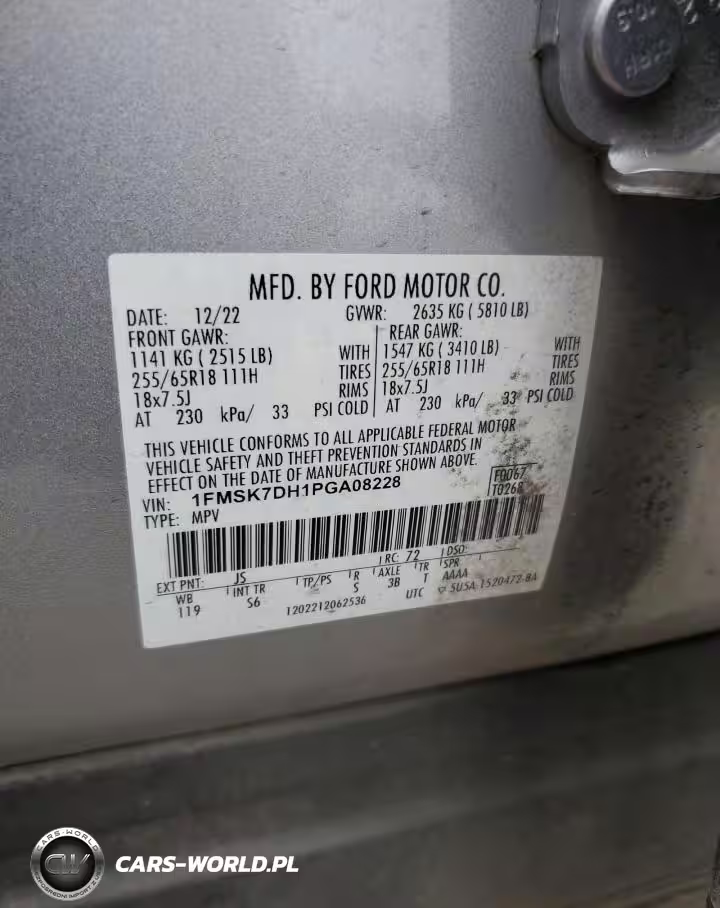 MFD. BY FORD MOTOR CO.
DATE: 12/22 GVWR: 2635 KG ( 5810 LB)
FRONT GAWR: REAR GAWR:
1141 KG ( 2515 LB) WITH 1547 KG ( 3410 LB) WITH
255/65R18 111H TIRES 255/65R18 111H TIRES
18x7.5J RIMS 18x7.5J RIMS
AT 230 kPa/ 33 PSI COLD AT 230 kPa/ 33 PSI COLD
THIS VEHICLE CONFORMS TO ALL APPLICABLE FEDERAL MOTOR
VEHICLE SAFETY AND THEFT PREVENTION STANDARDS IN
EFFECT ON THE DATE OF MANUFACTURE SHOWN ABOVE.
VIN: 1FMSK7DH1PGA08228 F0067
TYPE: MPV T0268
EXT PNT: JS RC: 72 DSO:
WB INT TR TP/PS R AXLE TR SPR
119 S6 S 3B T AAAA
1202212062536 UTC ▽ 5U5A-1520472-BA
CARS-WORLD
CW
CARS-WORLD.PL